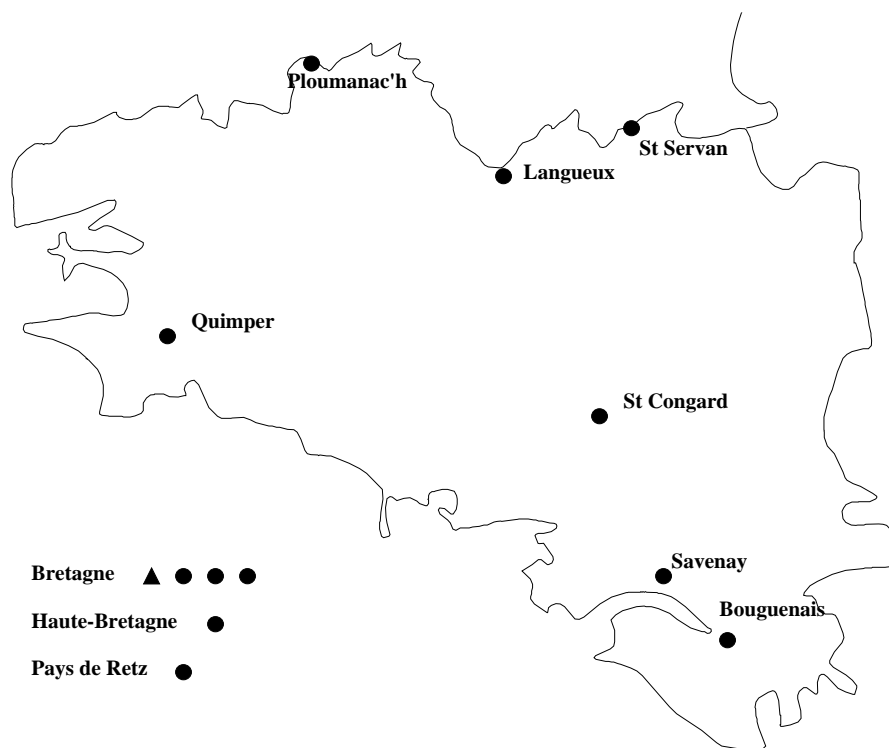 Ploumanac'h
St Servan
Langueux
Quimper
St Congard
Savenay
Bretagne
Bouguenais
Haute-Bretagne
Pays de Retz